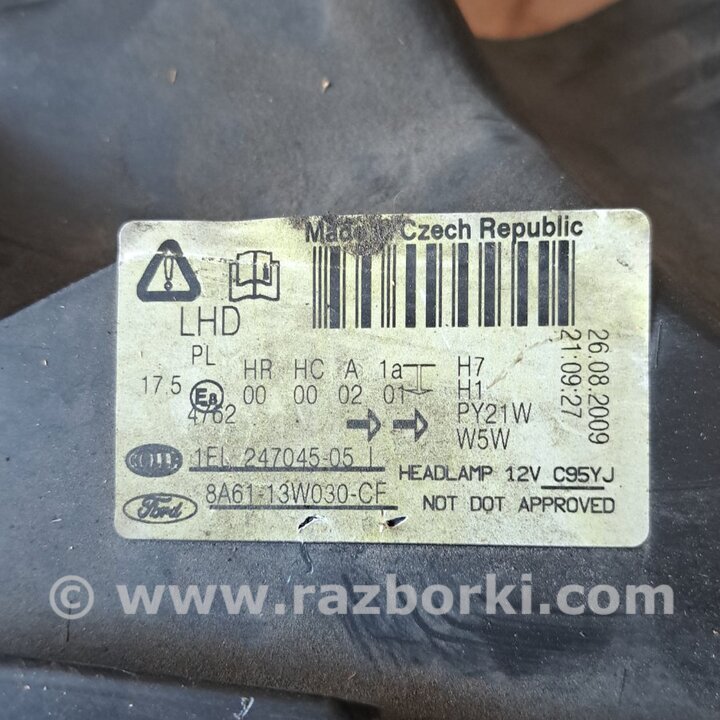 Made in Czech Republic
LHD
PL
17.5 E8 HR HC A 1a H7
4762 00 00 02 01 H1
PY21W
W5W
26.08.2009
21:09:27
HELLA 1EL 247045-05 I
HEADLAMP 12V C95YJ
Ford 8A61-13W030-CF
NOT DOT APPROVED
© www.razborki.com